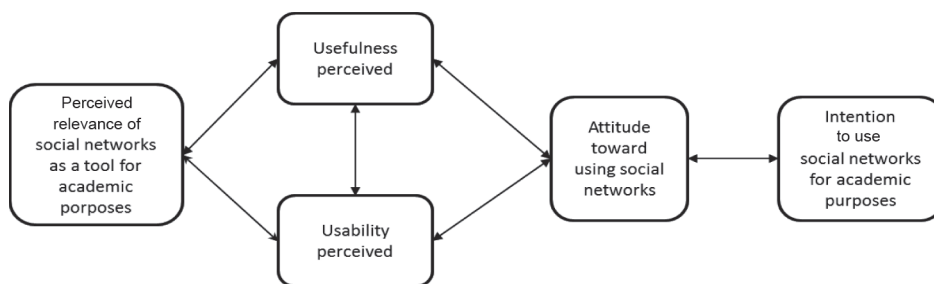 Usefulness
perceived
Perceived
relevance of
social networks
as a tool for
academic
porposes
Usability
perceived
Attitude
toward
using social
networks
Intention
to use
social networks
for academic
purposes